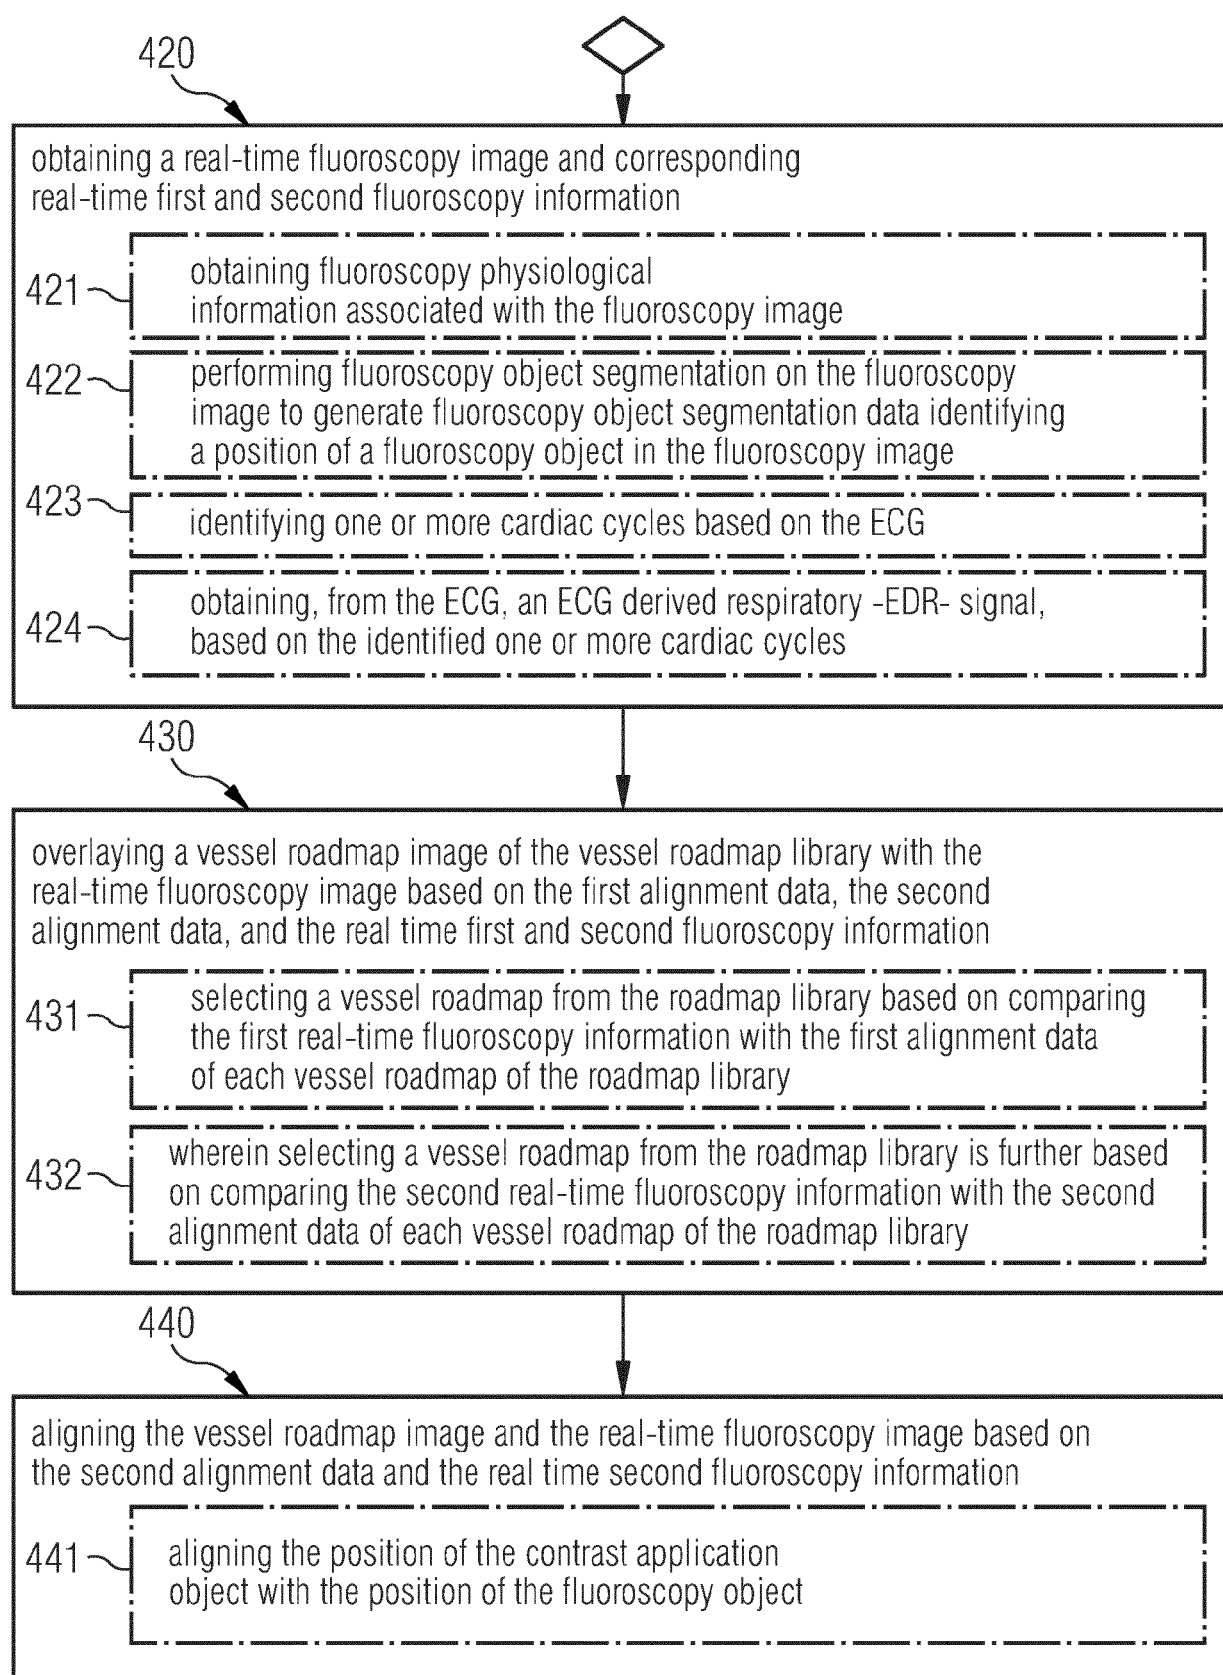 420
obtaining a real-time fluoroscopy image and corresponding
real-time first and second fluoroscopy information
421
obtaining fluoroscopy physiological
information associated with the fluoroscopy image
422
performing fluoroscopy object segmentation on the fluoroscopy
image to generate fluoroscopy object segmentation data identifying
a position of a fluoroscopy object in the fluoroscopy image
423
identifying one or more cardiac cycles based on the ECG
424
obtaining, from the ECG, an ECG derived respiratory -EDR- signal,
based on the identified one or more cardiac cycles
430
overlaying a vessel roadmap image of the vessel roadmap library with the
real-time fluoroscopy image based on the first alignment data, the second
alignment data, and the real time first and second fluoroscopy information
431
selecting a vessel roadmap from the roadmap library based on comparing
the first real-time fluoroscopy information with the first alignment data
of each vessel roadmap of the roadmap library
432
wherein selecting a vessel roadmap from the roadmap library is further based
on comparing the second real-time fluoroscopy information with the second
alignment data of each vessel roadmap of the roadmap library
440
aligning the vessel roadmap image and the real-time fluoroscopy image based on
the second alignment data and the real time second fluoroscopy information
441
aligning the position of the contrast application
object with the position of the fluoroscopy object